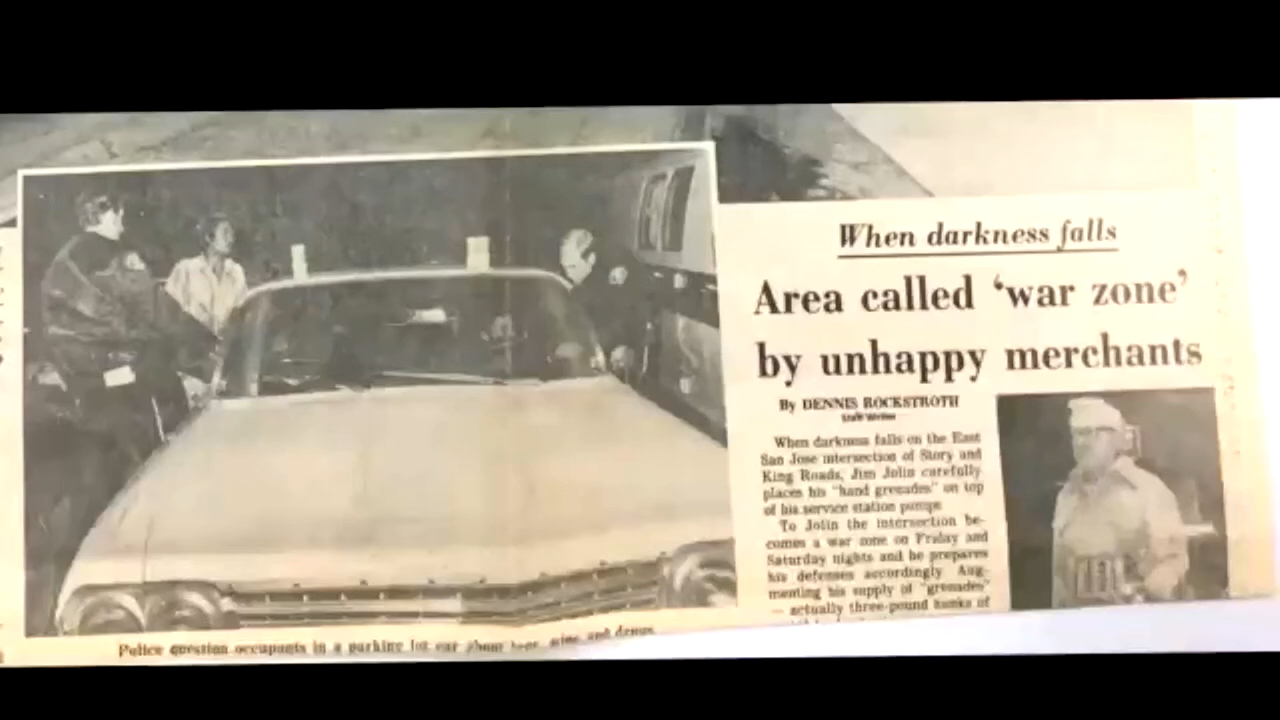 When darkness falls
Area called ‘war zone’
by unhappy merchants
By DENNIS ROCKSTROTH
Staff Writer
When darkness falls on the East
San Jose intersection of Story and
King Roads, Jim Jolin carefully
places his "hand grenades" on top
of his service station pumps
To Jolin the intersection be-
comes a war zone on Friday and
Saturday nights and he prepares
his defenses accordingly. Aug-
menting his supply of "grenades"
— actually three-pound hunks of
Police question occupants in a parking lot car about beer, wine and drugs.